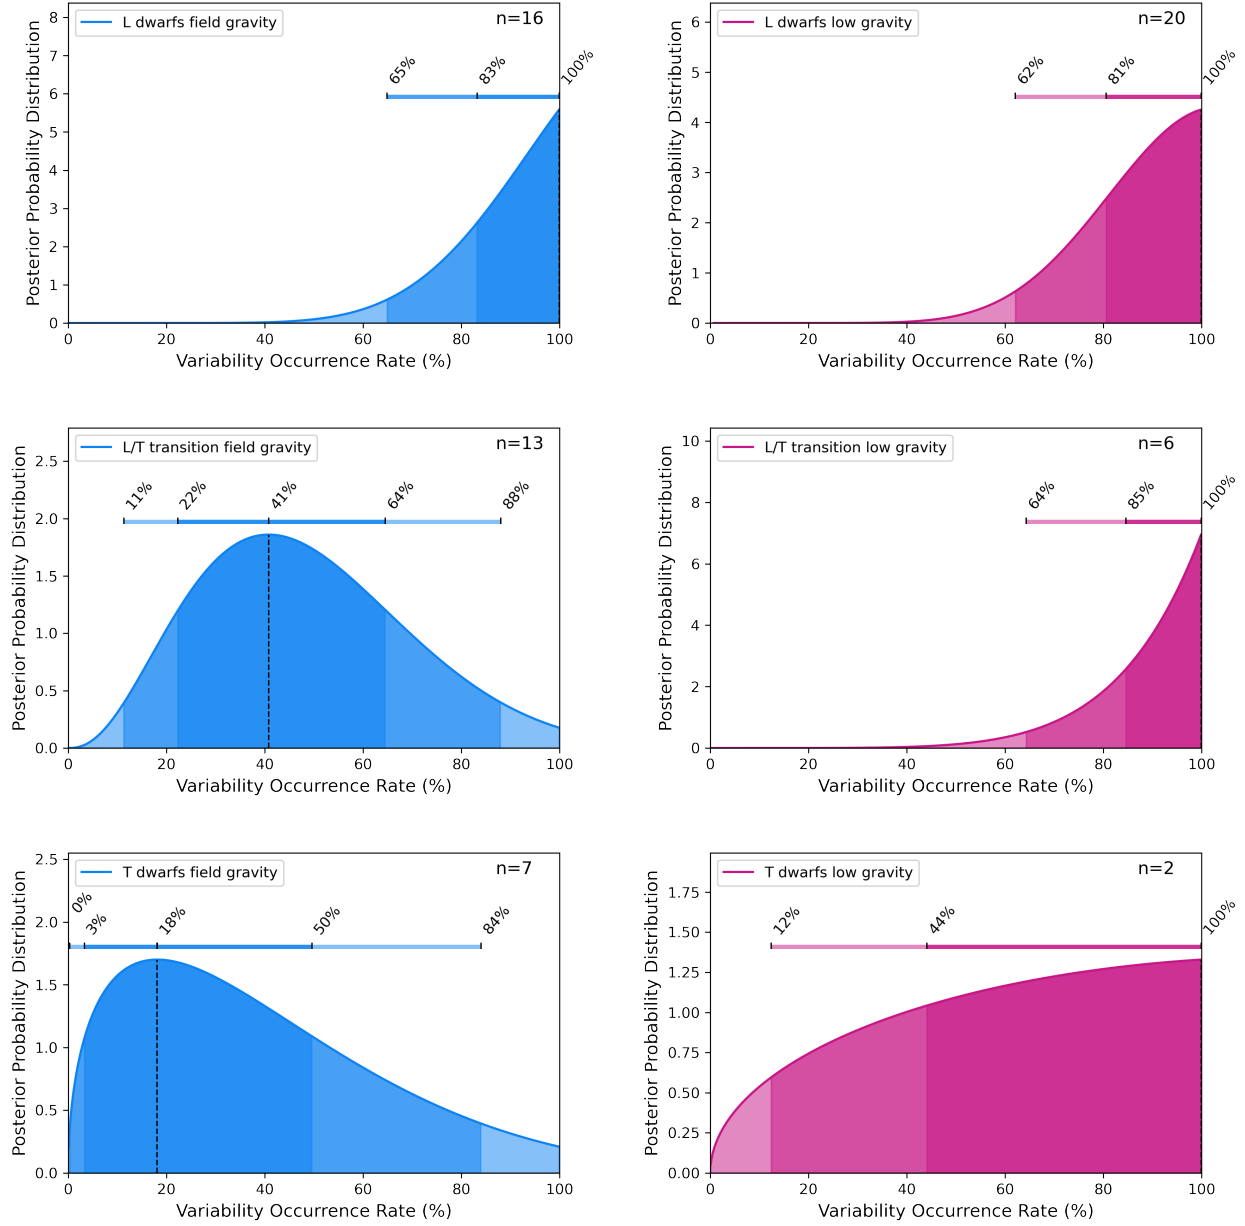 L dwarfs field gravity
n=16
65%
83%
100%
8
7
6
5
4
3
2
1
0
Posterior Probability Distribution
0 20 40 60 80 100
Variability Occurrence Rate (%)
L dwarfs low gravity
n=20
62%
81%
100%
6
5
4
3
2
1
0
Posterior Probability Distribution
0 20 40 60 80 100
Variability Occurrence Rate (%)
L/T transition field gravity
n=13
11%
22%
41%
64%
88%
2.5
2.0
1.5
1.0
0.5
0.0
Posterior Probability Distribution
0 20 40 60 80 100
Variability Occurrence Rate (%)
L/T transition low gravity
n=6
64%
85%
100%
10
8
6
4
2
0
Posterior Probability Distribution
0 20 40 60 80 100
Variability Occurrence Rate (%)
T dwarfs field gravity
n=7
0%
3%
18%
50%
84%
2.5
2.0
1.5
1.0
0.5
0.0
Posterior Probability Distribution
0 20 40 60 80 100
Variability Occurrence Rate (%)
T dwarfs low gravity
n=2
12%
44%
100%
1.75
1.50
1.25
1.00
0.75
0.50
0.25
0.00
Posterior Probability Distribution
0 20 40 60 80 100
Variability Occurrence Rate (%)